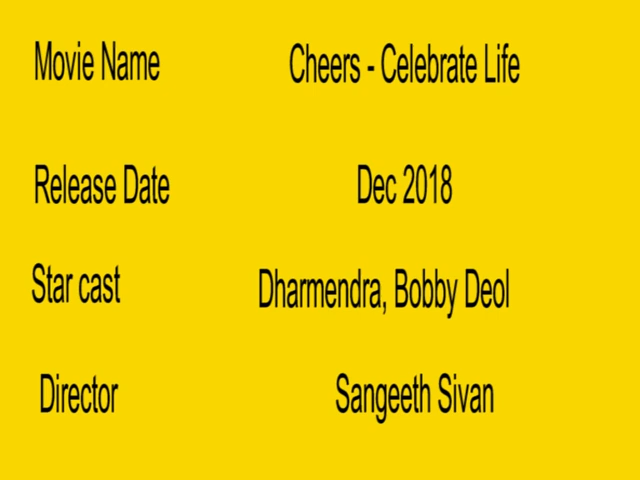 Movie Name Cheers - Celebrate Life
Release Date Dec 2018
Star cast Dharmendra, Bobby Deol
Director Sangeeth Sivan